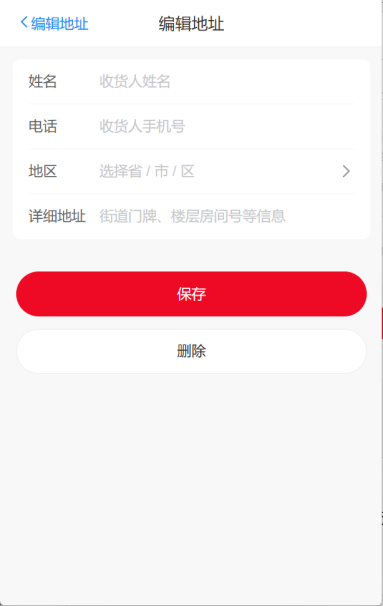 编辑地址 编辑地址
姓名 收货人姓名
电话 收货人手机号
地区 选择省 / 市 / 区
详细地址 街道门牌、楼层房间号等信息
保存
删除